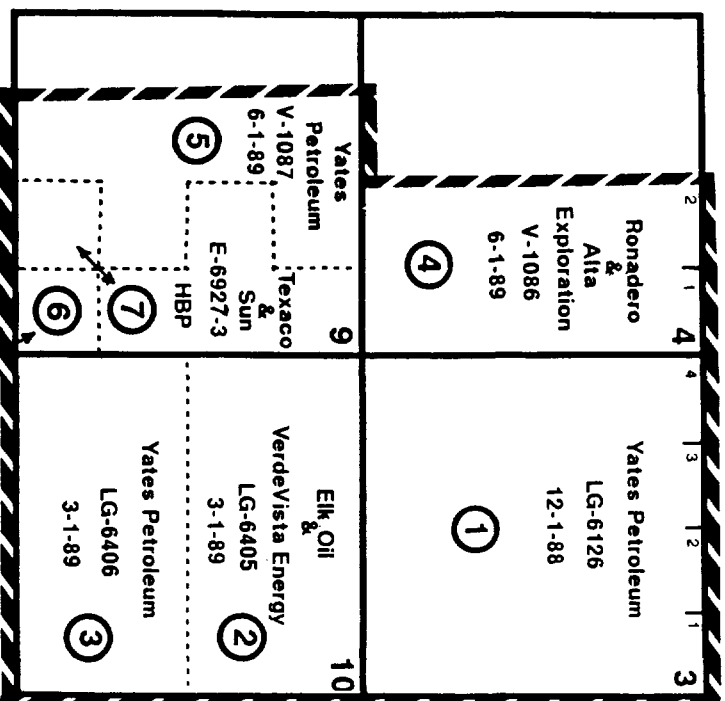 2
1
4
Ronadero
&
Alta
Exploration
V-1086
6-1-89
4
4
3
2
1
3
Yates Petroleum
LG-6126
12-1-88
1
9
Yates
Petroleum
V-1087
6-1-89
5
Texaco
&
Sun
E-6927-3
HBP
7
6
10
Elk Oil
&
VerdeVista Energy
LG-6405
3-1-89
2
Yates Petroleum
LG-6406
3-1-89
3